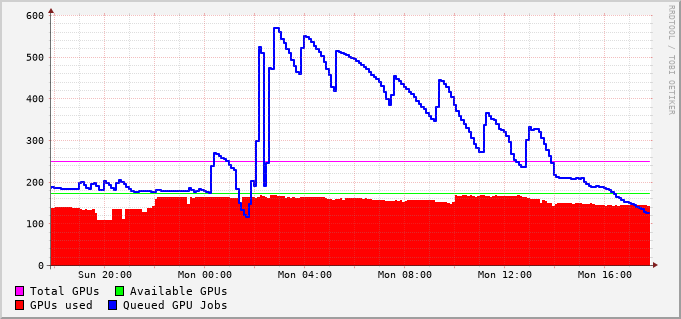 600
500
400
300
200
100
0
Sun 20:00 Mon 00:00 Mon 04:00 Mon 08:00 Mon 12:00 Mon 16:00
Total GPUs Available GPUs
GPUs used Queued GPU Jobs
RRDTOOL / TOBI OETIKER